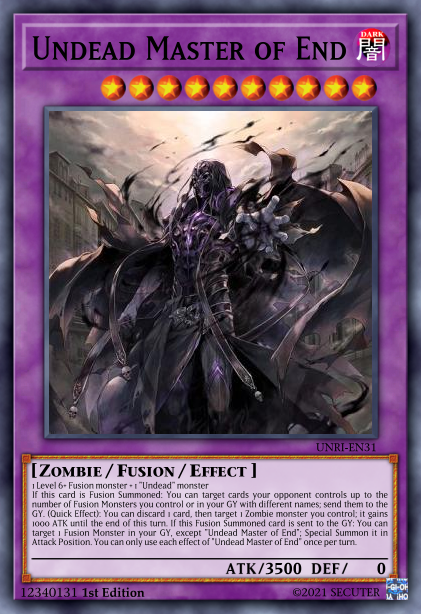 UNDEAD MASTER OF END
DARK
闇
UNRI-EN31
[ZOMBIE / FUSION / EFFECT ]
1 Level 6+ Fusion monster + 1 "Undead" monster
If this card is Fusion Summoned: You can target cards your opponent controls up to the
number of Fusion Monsters you control or in your GY with different names; send them to the
GY. (Quick Effect): You can discard 1 card, then target 1 Zombie monster you control; it gains
1000 ATK until the end of this turn. If this Fusion Summoned card is sent to the GY: You can
target 1 Fusion Monster in your GY, except "Undead Master of End"; Special Summon it in
Attack Position. You can only use each effect of "Undead Master of End" once per turn.
ATK/3500 DEF/ 0
12340131 1st Edition ©2021 SECUTER